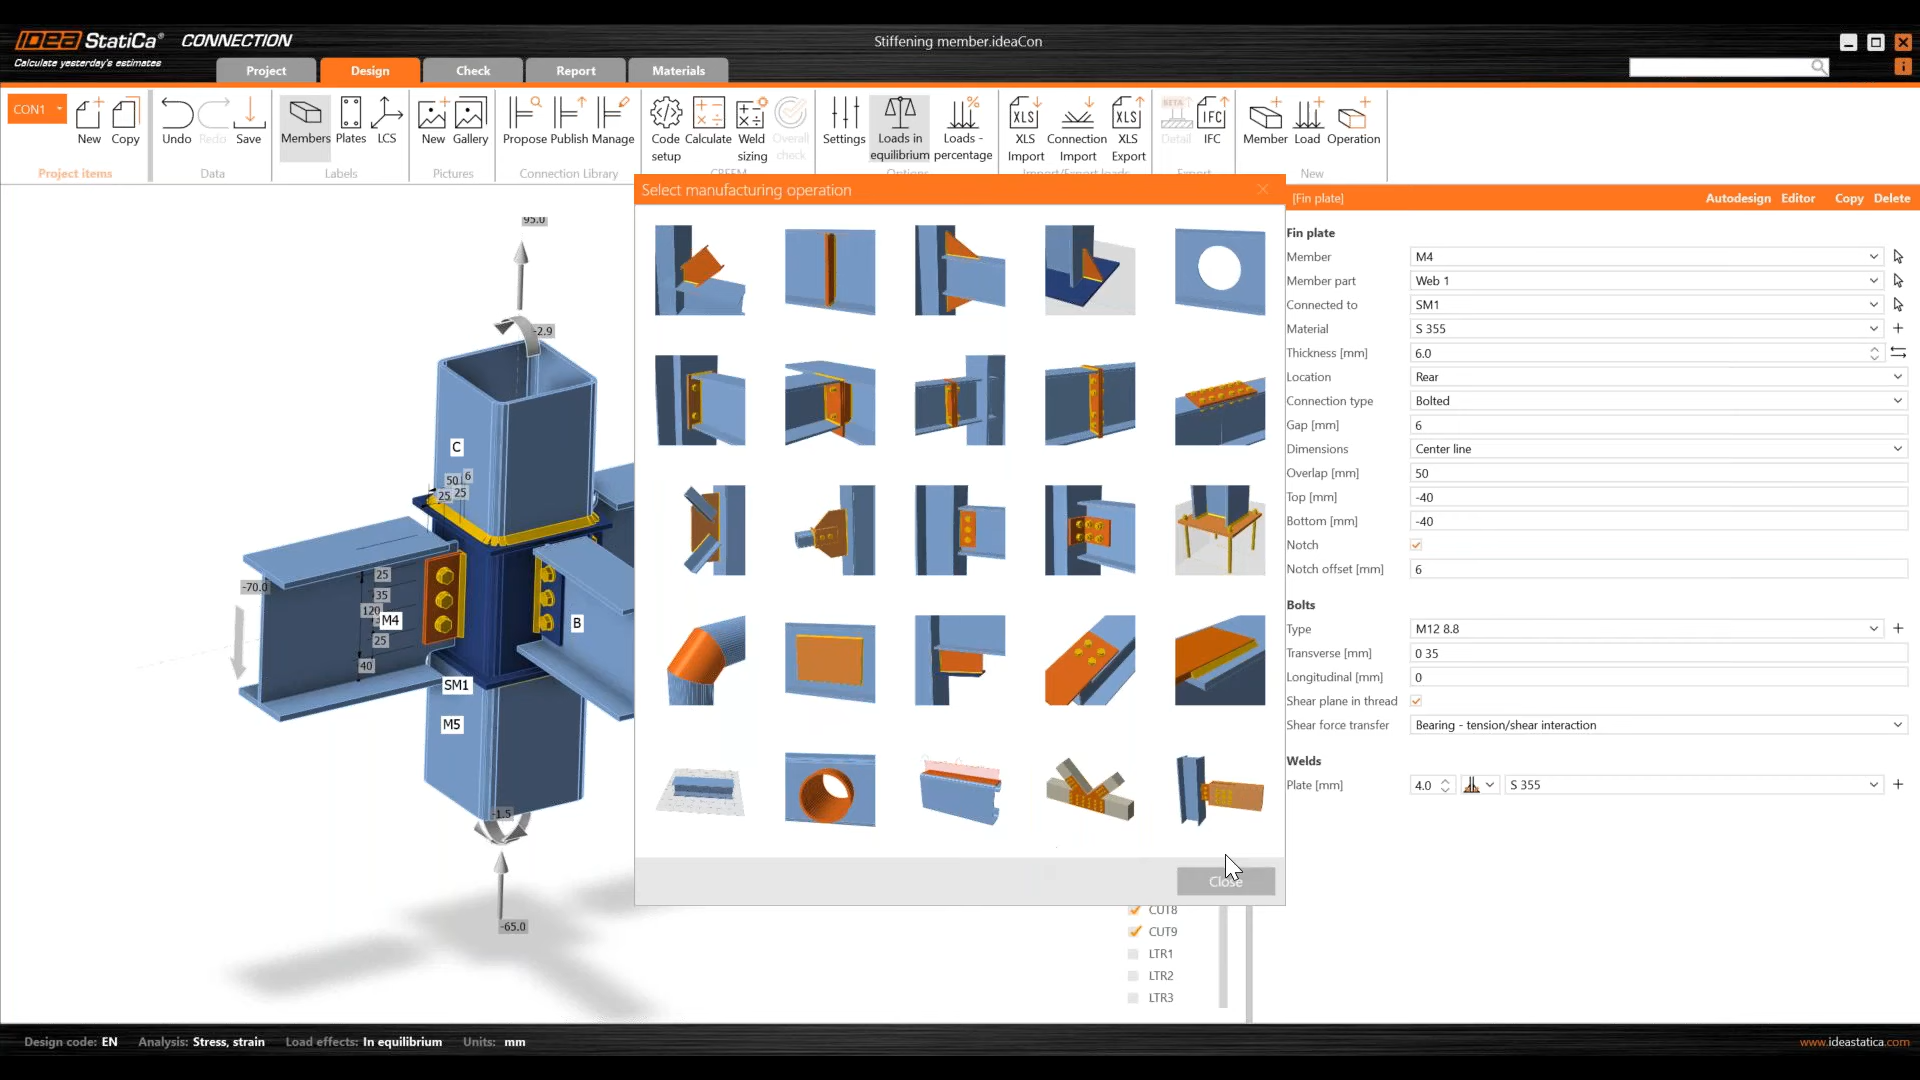 IDEA StatiCa® CONNECTION
Calculate yesterday's estimates
Stiffening member.ideaCon
Project Design Check Report Materials
CON1
New Copy Undo Redo Save Members Plates LCS New Gallery Propose Publish Manage Code setup Calculate Weld sizing Overall check Settings Loads in equilibrium Loads - percentage XLS Import Connection Import XLS Export Detail IFC Member Load Operation
BETA
Project items Data Labels Pictures Connection Library CBFEM Options Import/Export loads Export New
Select manufacturing operation
[Fin plate] Autodesign Editor Copy Delete
Fin plate
Member M4
Member part Web 1
Connected to SM1
Material S 355
Thickness [mm] 6.0
Location Rear
Connection type Bolted
Gap [mm] 6
Dimensions Center line
Overlap [mm] 50
Top [mm] -40
Bottom [mm] -40
Notch
Notch offset [mm] 6
Bolts
Type M12 8.8
Transverse [mm] 0 35
Longitudinal [mm] 0
Shear plane in thread
Shear force transfer Bearing - tension/shear interaction
Welds
Plate [mm] 4.0 S 355
95.0
-2.9
C
50 6
25 25
-70.0
25
35
120
M4
25
40
B
SM1
M5
-1.5
-65.0
Close
CUT8
CUT9
LTR1
LTR2
LTR3
Design code: EN Analysis: Stress, strain Load effects: In equilibrium Units: mm
www.ideastatica.com